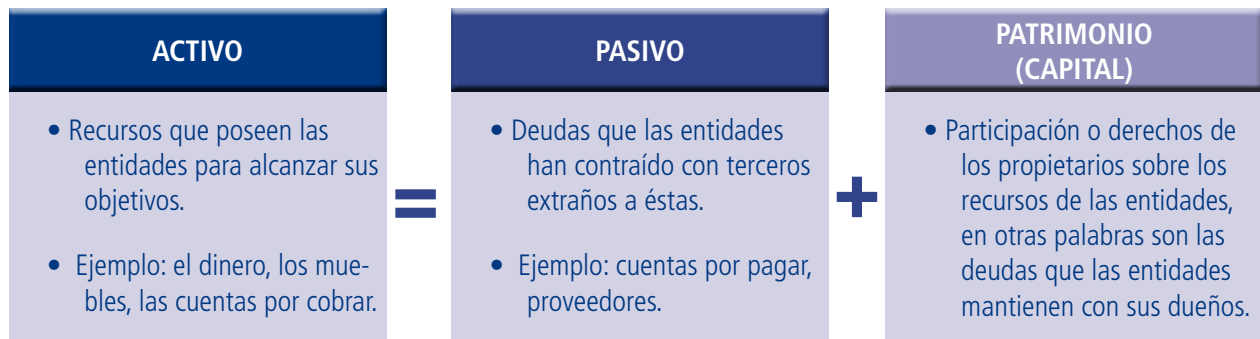 ACTIVO
• Recursos que poseen las
entidades para alcanzar sus
objetivos.
• Ejemplo: el dinero, los mue-
bles, las cuentas por cobrar.
=
PASIVO
• Deudas que las entidades
han contraído con terceros
extraños a éstas.
• Ejemplo: cuentas por pagar,
proveedores.
+
PATRIMONIO
(CAPITAL)
• Participación o derechos de
los propietarios sobre los
recursos de las entidades,
en otras palabras son las
deudas que las entidades
mantienen con sus dueños.